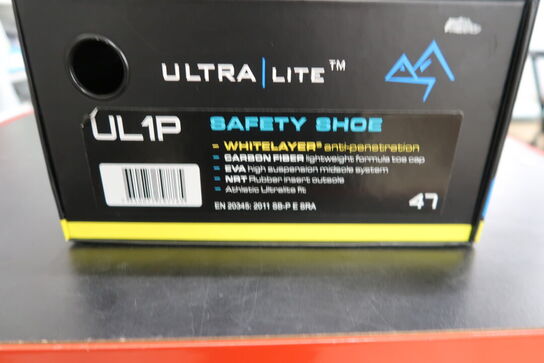 ULTRA|LITE™
UL1P SAFETY SHOE
WHITELAYER® anti-penetration
CARBON FIBER lightweight formula toe cap
EVA high suspension midsole system
NRT Rubber insert outsole
Athletic Ultralite fit
EN 20345: 2011 SB-P E SRA
47